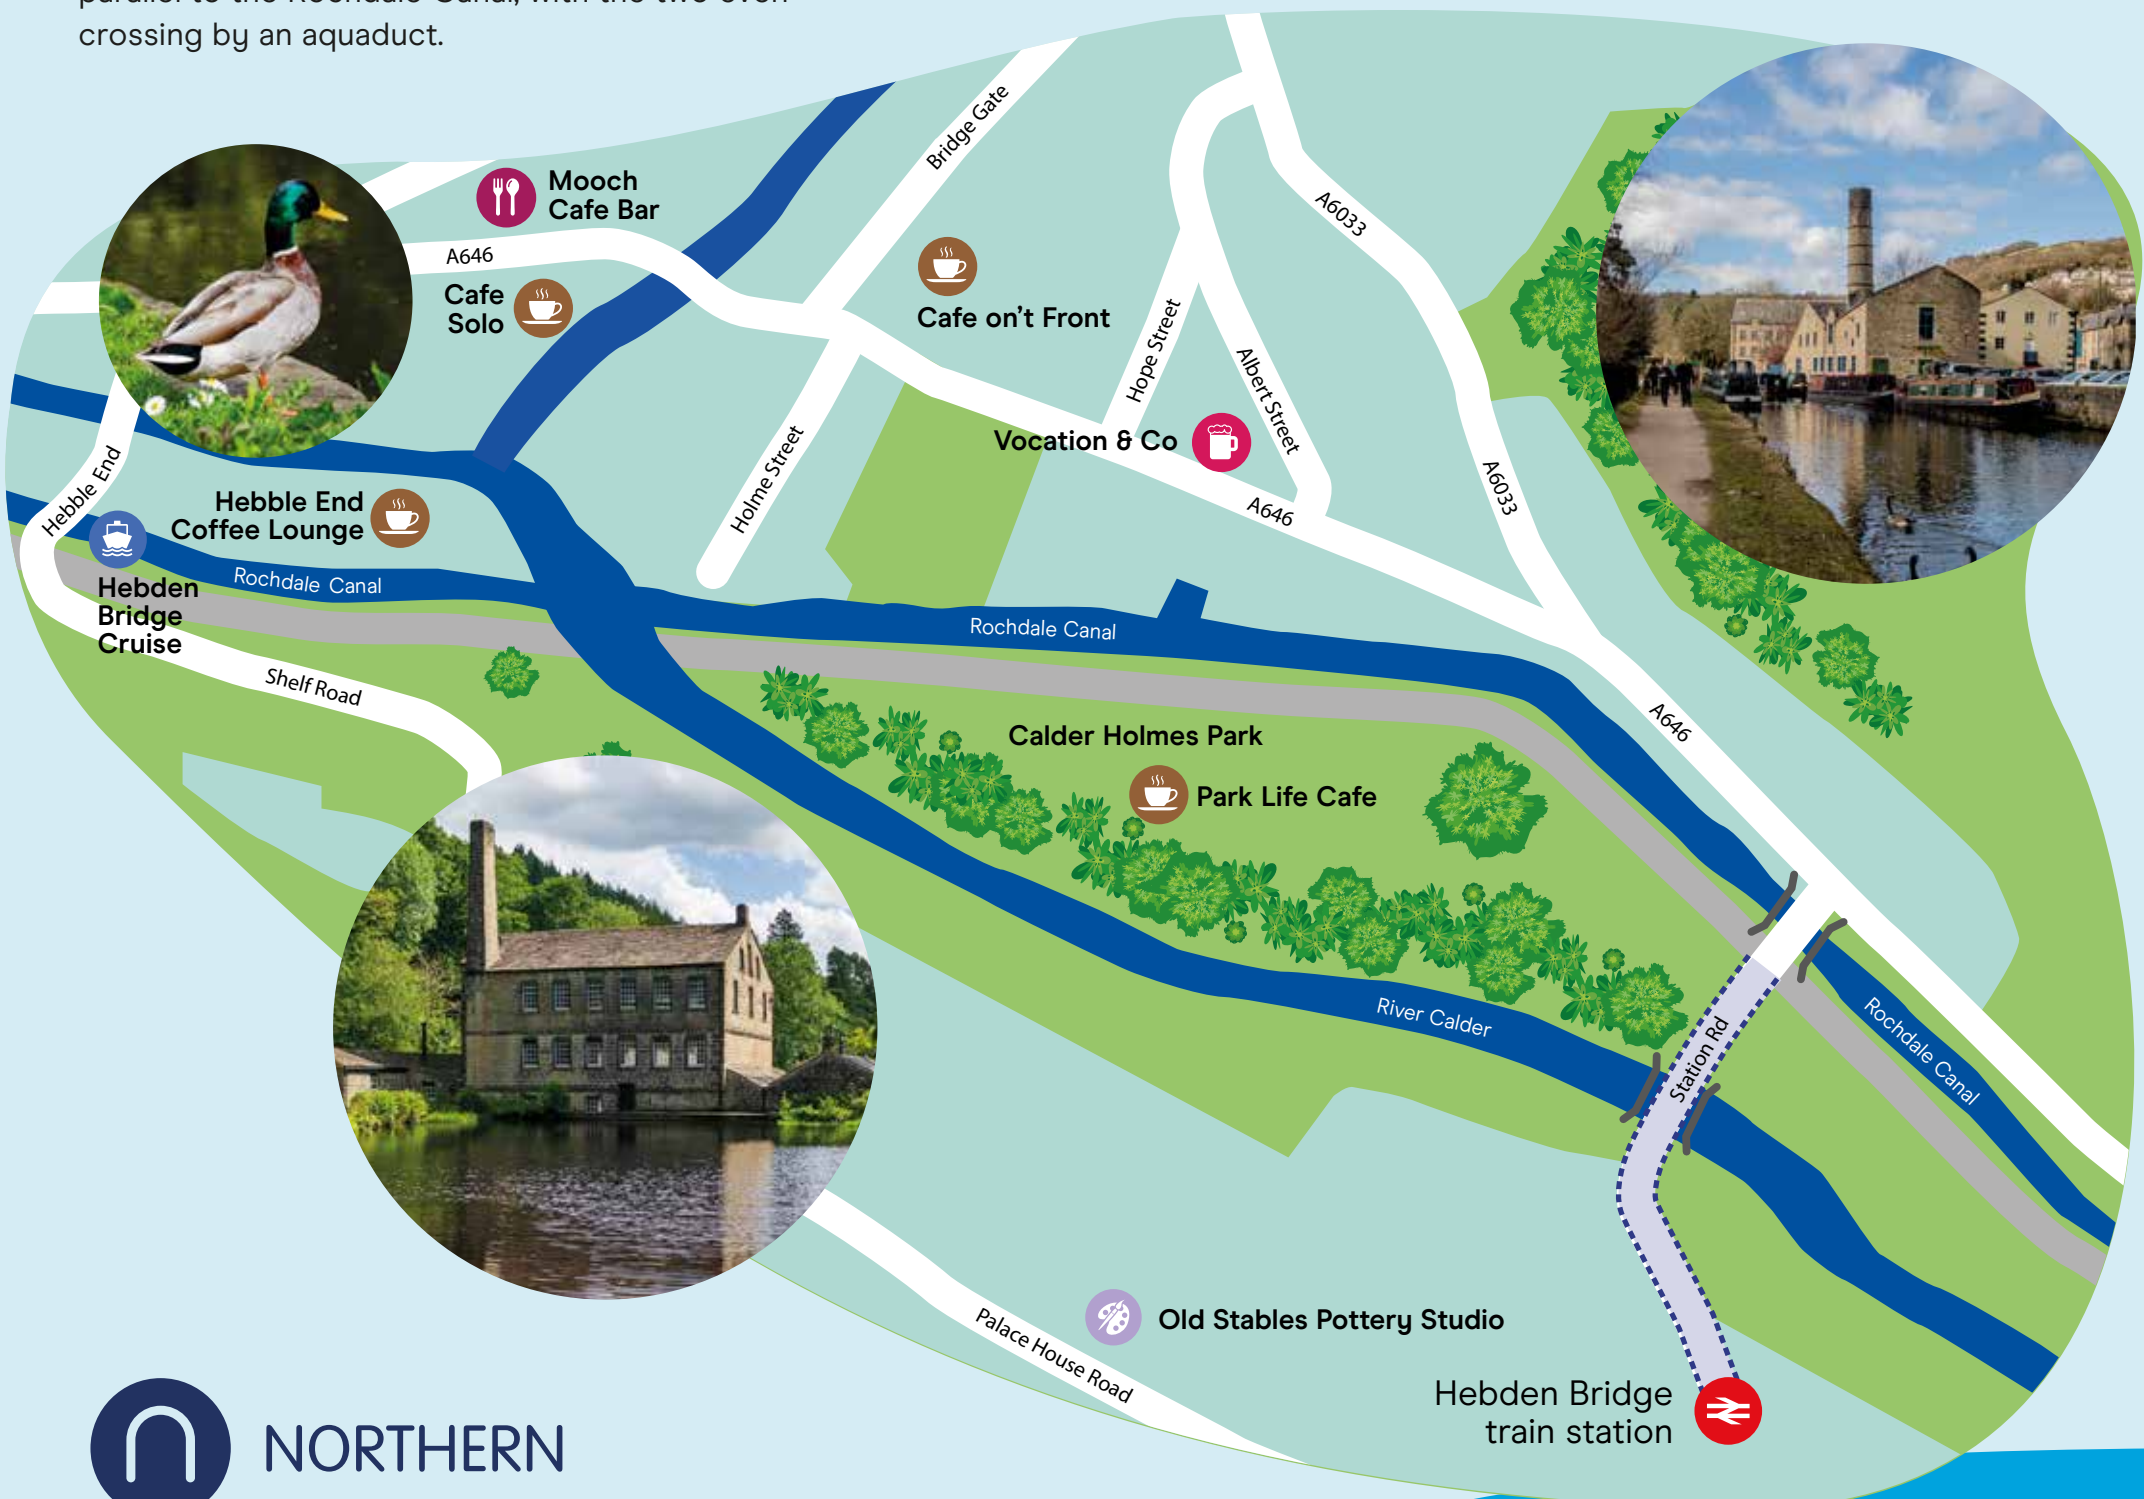 crossing by an aquaduct.
Bridge Gate
Mooch
Cafe Bar
A6033
A646
Cafe
Solo
Cafe on't Front
Hope Street
Albert Street
Vocation & Co
Holme Street
Hebble End
A6033
Hebble End
Coffee Lounge
A646
Rochdale Canal
Hebden
Bridge
Cruise
Rochdale Canal
Shelf Road
A646
Calder Holmes Park
Park Life Cafe
River Calder
Station Rd
Rochdale Canal
Old Stables Pottery Studio
Palace House Road
Hebden Bridge
train station
NORTHERN